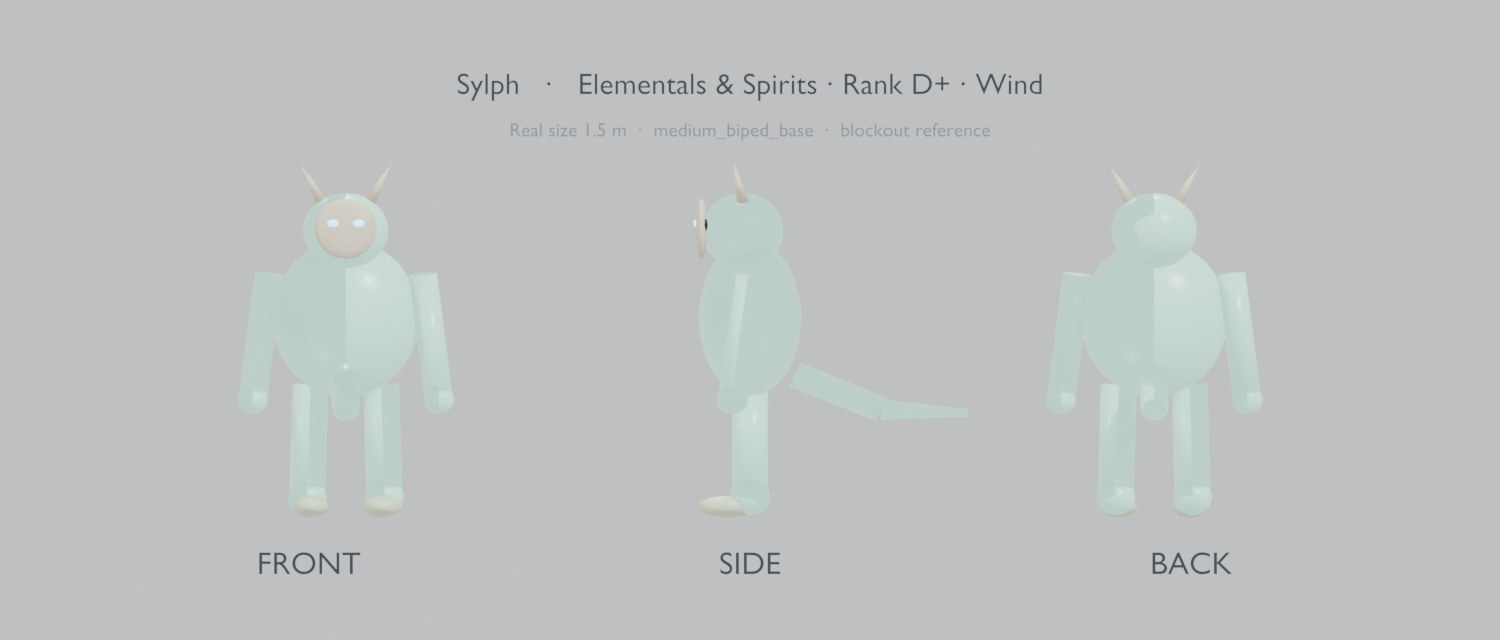 Sylph · Elementals & Spirits · Rank D+ · Wind
Real size 1.5 m · medium_biped_base · blockout reference
FRONT
SIDE
BACK